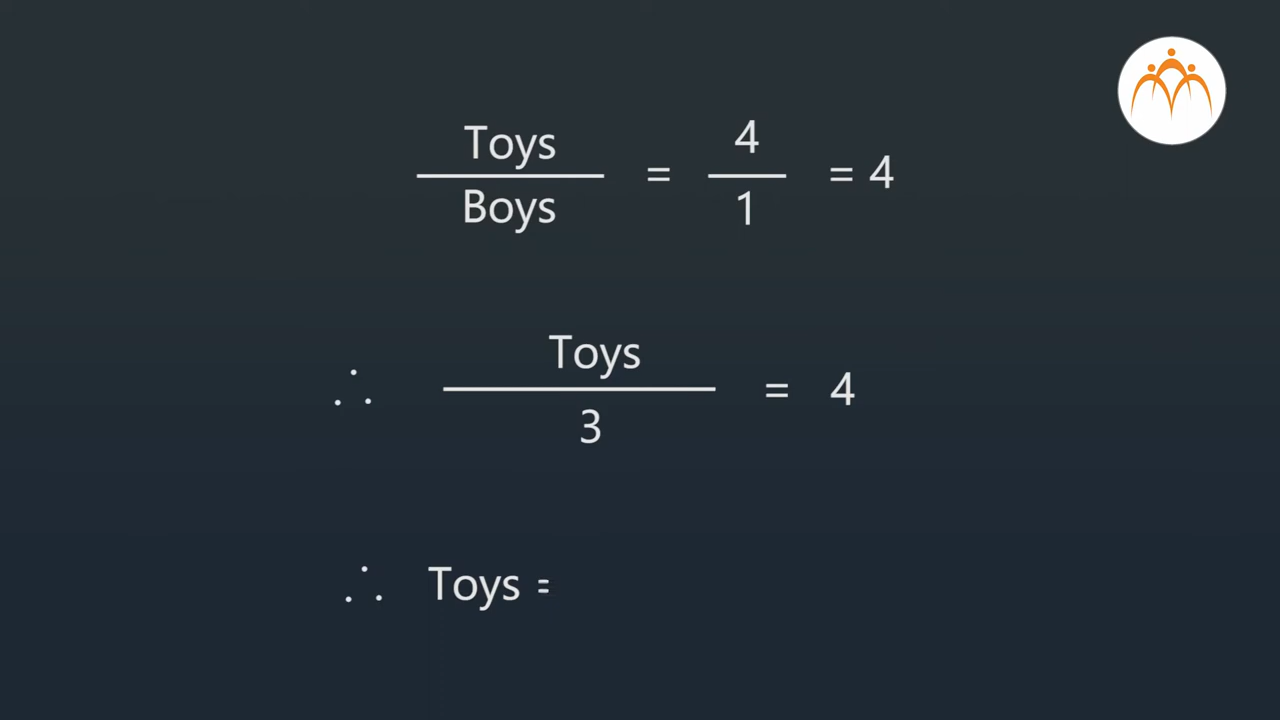 Toys / Boys = 4 / 1 = 4
∴ Toys / 3 = 4
∴ Toys =